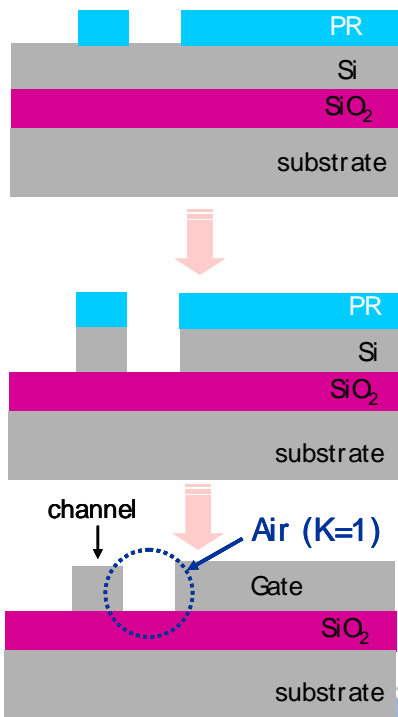 PR
Si
SiO₂
substrate
PR
Si
SiO₂
substrate
channel
Air (K=1)
Gate
SiO₂
substrate